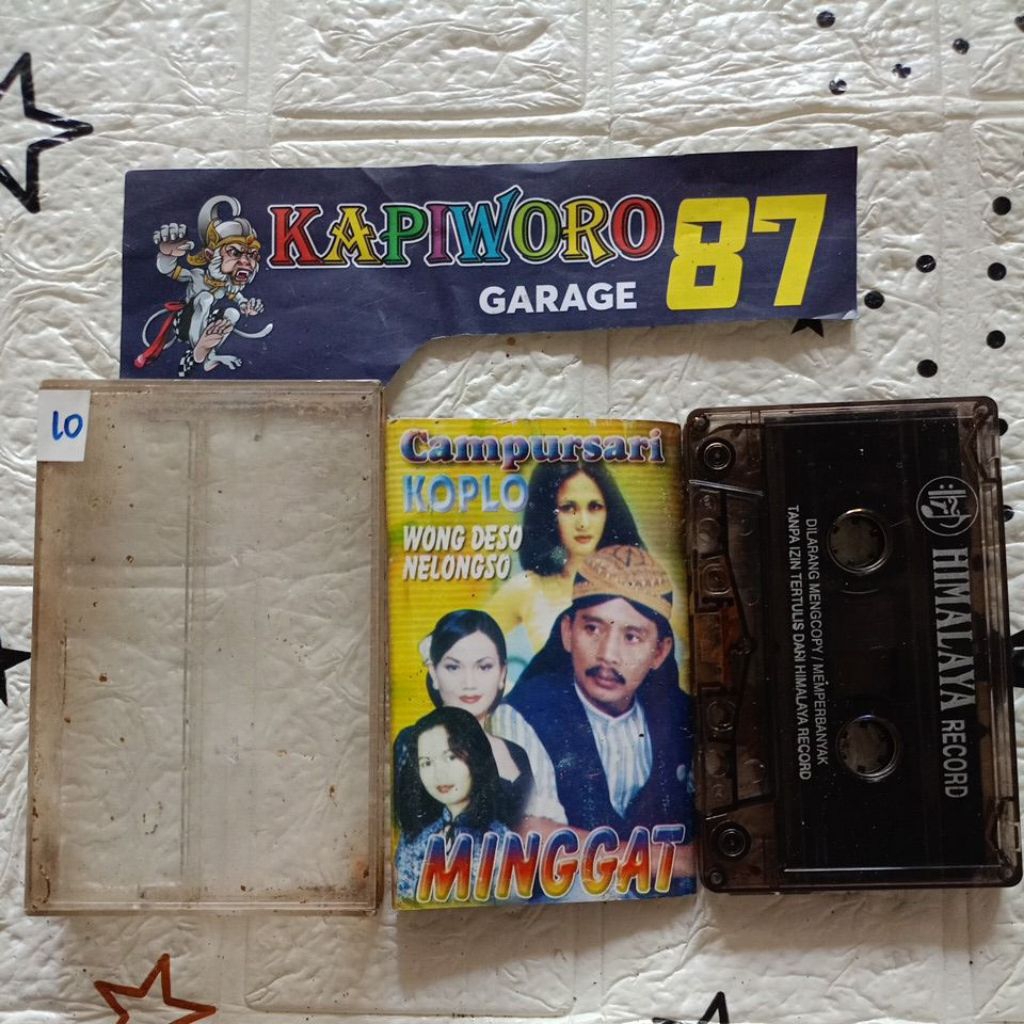 KAPIWORO 87
GARAGE
LO
Campursari
KOPLO
WONG DESO
NELONGSO
MINGGAT
HIMALAYA RECORD
DILARANG MENGCOPY / MEMPERBANYAK
TANPA IZIN TERTULIS DARI HIMALAYA RECORD